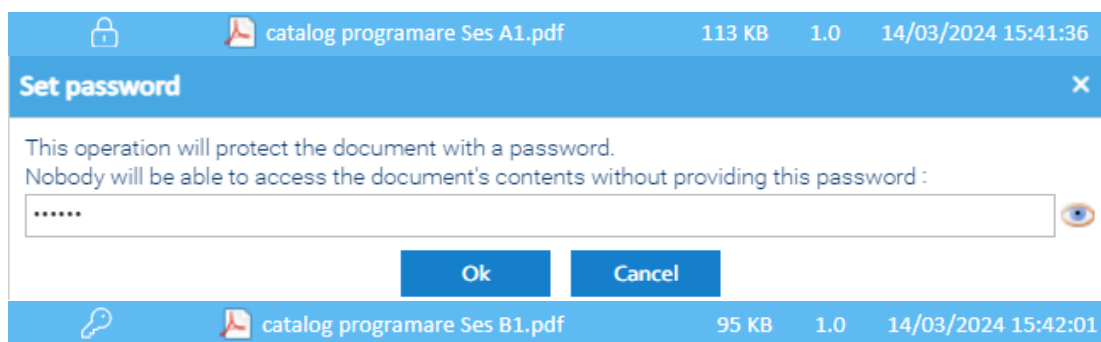 catalog programare Ses A1.pdf 113 KB 1.0 14/03/2024 15:41:36
Set password ×
This operation will protect the document with a password.
Nobody will be able to access the document's contents without providing this password :
••••••
Ok Cancel
catalog programare Ses B1.pdf 95 KB 1.0 14/03/2024 15:42:01